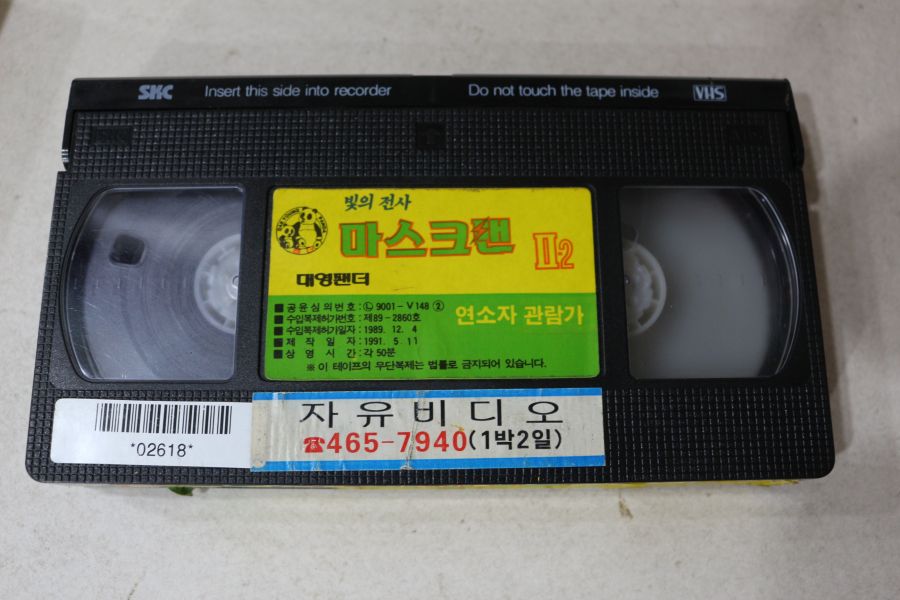 SKC Insert this side into recorder Do not touch the tape inside VHS
빛의 전사
마스크맨 II-2
대영팬더
■ 공윤심의번호 : Ⓛ 9001-V148 ②
■ 수입복제허가번호 : 제89-2860호
■ 수입복제허가일자 : 1989. 12. 4
■ 제작일자 : 1991. 5. 11
■ 상영시간 : 각 50분
연소자 관람가
※ 이 테이프의 무단복제는 법률로 금지되어 있습니다.
자유비디오
☎465-7940(1박2일)
*02618*